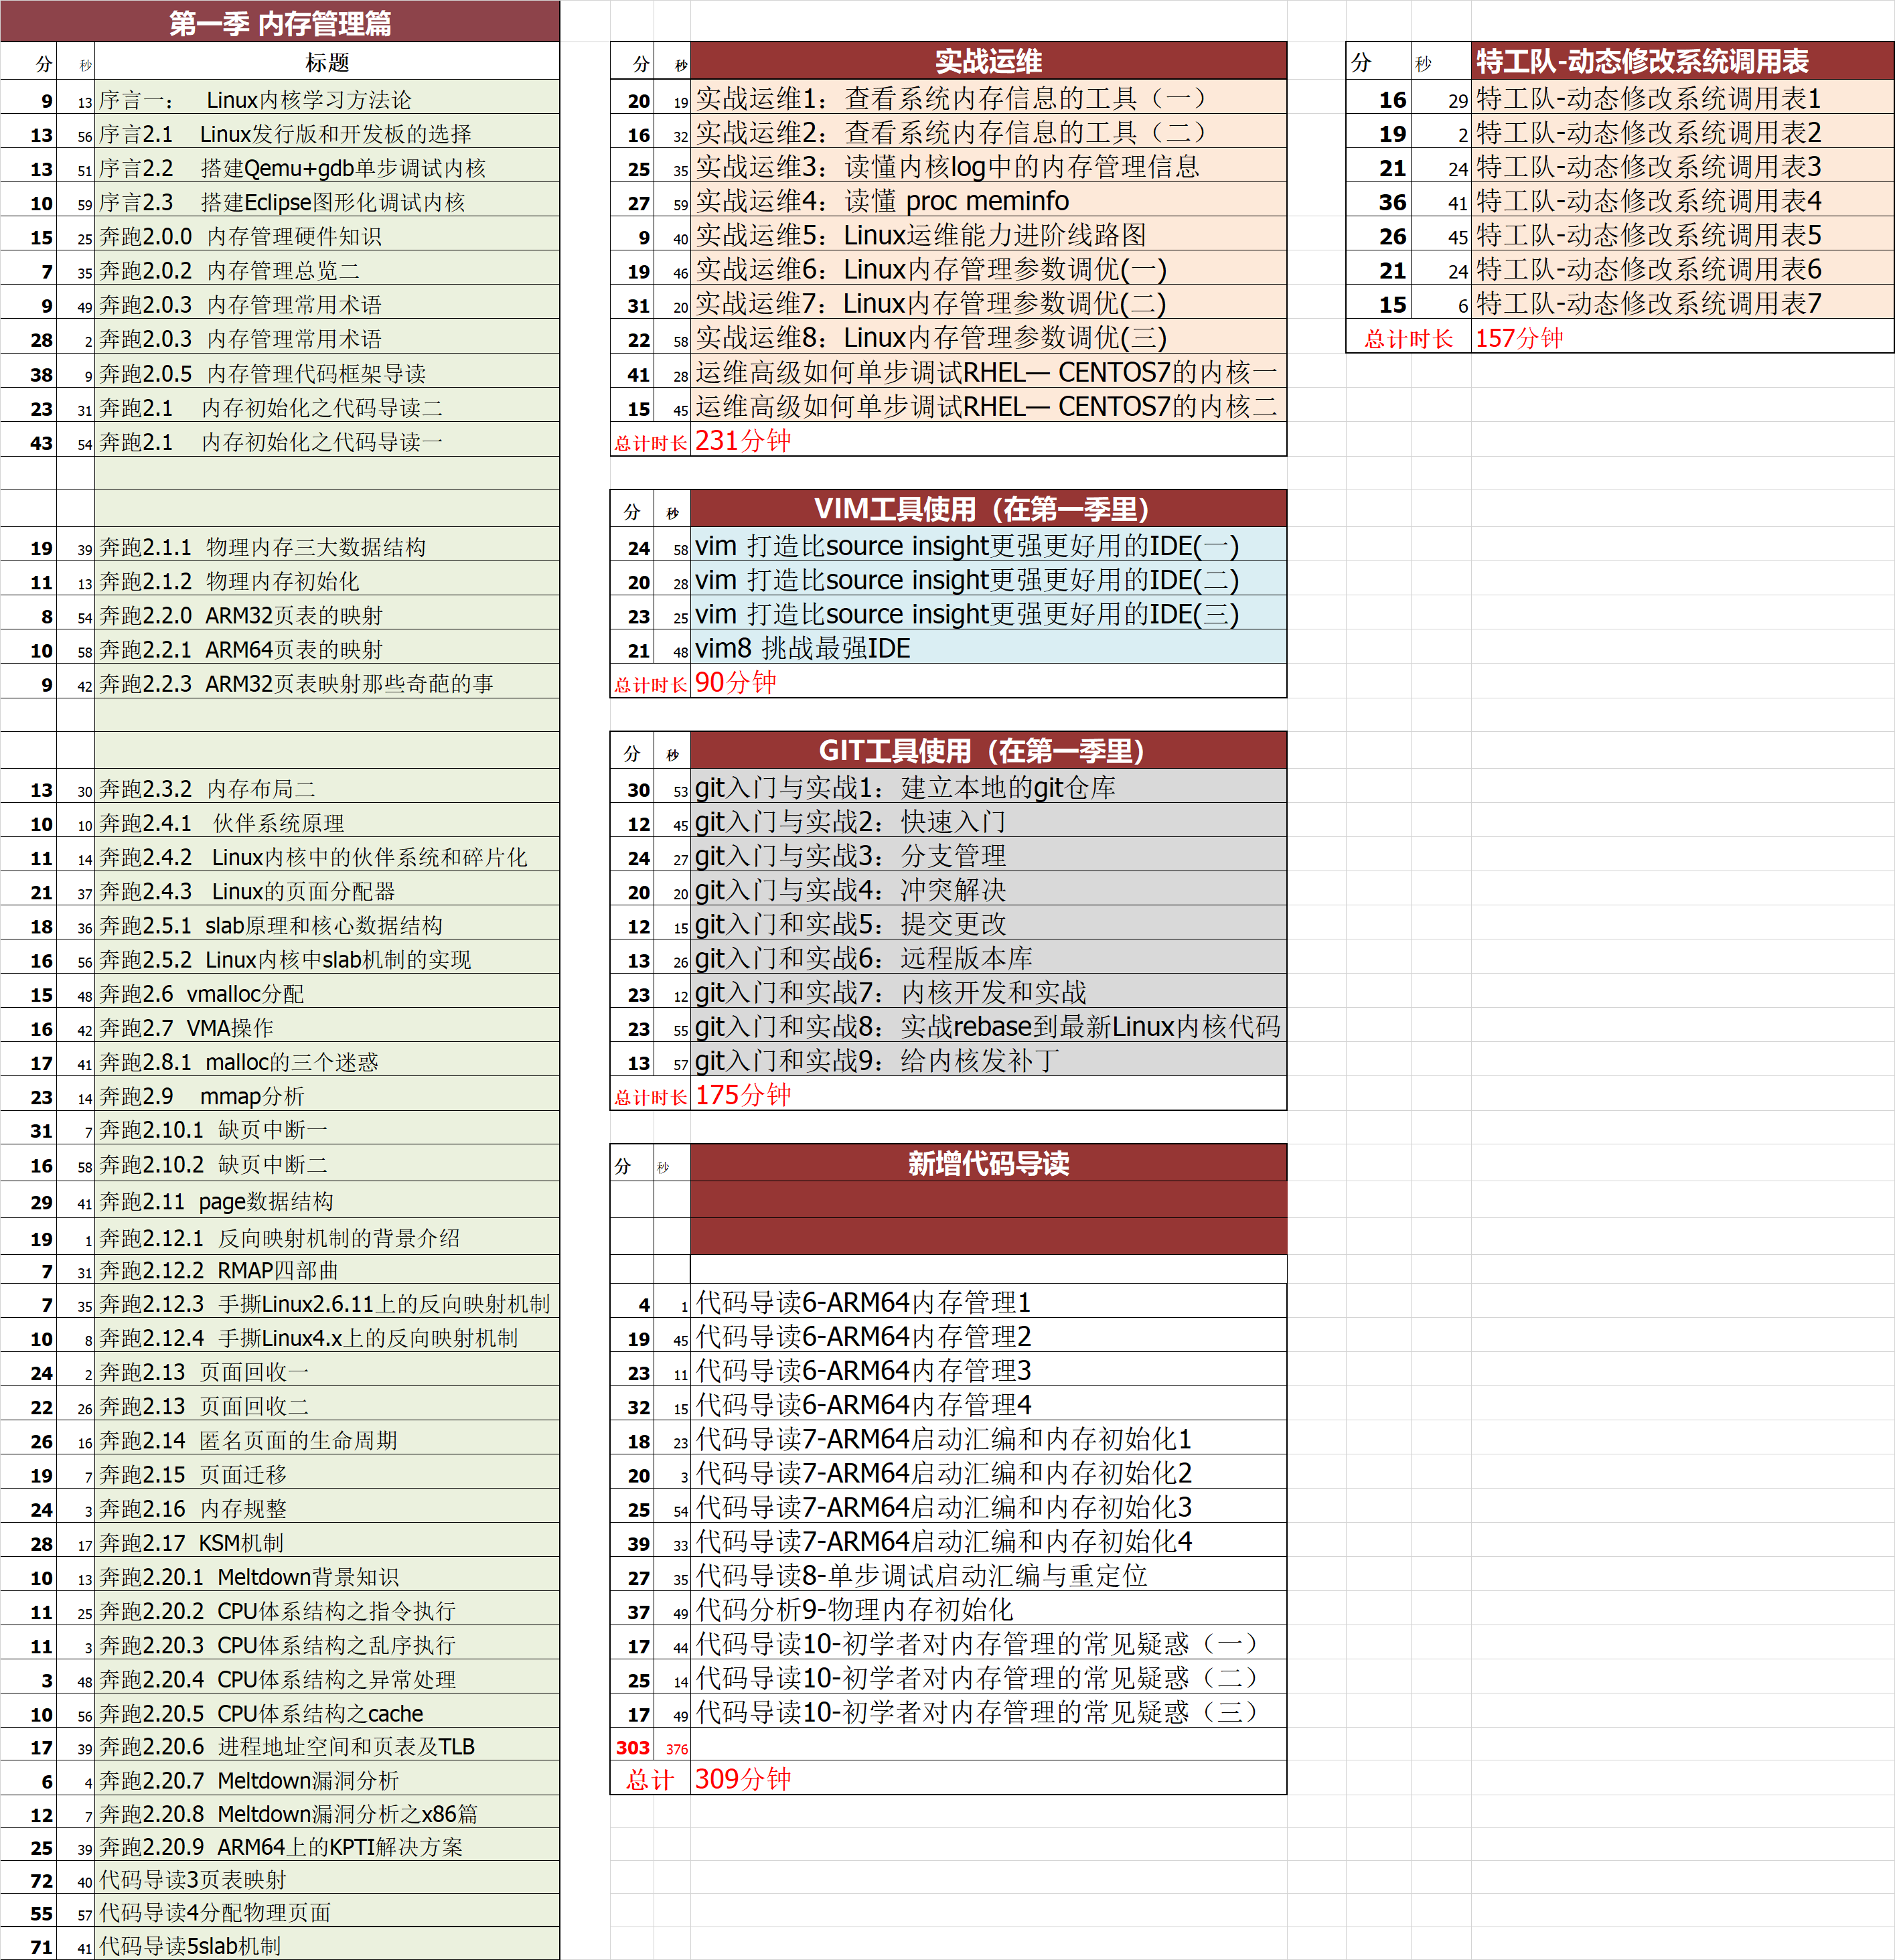 第一季 内存管理篇
分 秒 标题
9 13 序言一： Linux内核学习方法论
13 56 序言2.1 Linux发行版和开发板的选择
13 51 序言2.2 搭建Qemu+gdb单步调试内核
10 59 序言2.3 搭建Eclipse图形化调试内核
15 25 奔跑2.0.0 内存管理硬件知识
7 35 奔跑2.0.2 内存管理总览二
9 49 奔跑2.0.3 内存管理常用术语
28 2 奔跑2.0.3 内存管理常用术语
38 9 奔跑2.0.5 内存管理代码框架导读
23 31 奔跑2.1 内存初始化之代码导读二
43 54 奔跑2.1 内存初始化之代码导读一
19 39 奔跑2.1.1 物理内存三大数据结构
11 13 奔跑2.1.2 物理内存初始化
8 54 奔跑2.2.0 ARM32页表的映射
10 58 奔跑2.2.1 ARM64页表的映射
9 42 奔跑2.2.3 ARM32页表映射那些奇葩的事
13 30 奔跑2.3.2 内存布局二
10 10 奔跑2.4.1 伙伴系统原理
11 14 奔跑2.4.2 Linux内核中的伙伴系统和碎片化
21 37 奔跑2.4.3 Linux的页面分配器
18 36 奔跑2.5.1 slab原理和核心数据结构
16 56 奔跑2.5.2 Linux内核中slab机制的实现
15 48 奔跑2.6 vmalloc分配
16 42 奔跑2.7 VMA操作
17 41 奔跑2.8.1 malloc的三个迷惑
23 14 奔跑2.9 mmap分析
31 7 奔跑2.10.1 缺页中断一
16 58 奔跑2.10.2 缺页中断二
29 41 奔跑2.11 page数据结构
19 1 奔跑2.12.1 反向映射机制的背景介绍
7 31 奔跑2.12.2 RMAP四部曲
7 35 奔跑2.12.3 手撕Linux2.6.11上的反向映射机制
10 8 奔跑2.12.4 手撕Linux4.x上的反向映射机制
24 2 奔跑2.13 页面回收一
22 26 奔跑2.13 页面回收二
26 16 奔跑2.14 匿名页面的生命周期
19 7 奔跑2.15 页面迁移
24 3 奔跑2.16 内存规整
28 17 奔跑2.17 KSM机制
10 13 奔跑2.20.1 Meltdown背景知识
11 25 奔跑2.20.2 CPU体系结构之指令执行
11 3 奔跑2.20.3 CPU体系结构之乱序执行
3 48 奔跑2.20.4 CPU体系结构之异常处理
10 56 奔跑2.20.5 CPU体系结构之cache
17 39 奔跑2.20.6 进程地址空间和页表及TLB
6 4 奔跑2.20.7 Meltdown漏洞分析
12 7 奔跑2.20.8 Meltdown漏洞分析之x86篇
25 39 奔跑2.20.9 ARM64上的KPTI解决方案
72 40 代码导读3页表映射
55 57 代码导读4分配物理页面
71 41 代码导读5slab机制
分 秒 实战运维
20 19 实战运维1：查看系统内存信息的工具（一）
16 32 实战运维2：查看系统内存信息的工具（二）
25 35 实战运维3：读懂内核log中的内存管理信息
27 59 实战运维4：读懂 proc meminfo
9 40 实战运维5：Linux运维能力进阶线路图
19 46 实战运维6：Linux内存管理参数调优(一)
31 20 实战运维7：Linux内存管理参数调优(二)
22 58 实战运维8：Linux内存管理参数调优(三)
41 28 运维高级如何单步调试RHEL— CENTOS7的内核一
15 45 运维高级如何单步调试RHEL— CENTOS7的内核二
总计时长 231分钟
分 秒 VIM工具使用（在第一季里）
24 58 vim 打造比source insight更强更好用的IDE(一)
20 28 vim 打造比source insight更强更好用的IDE(二)
23 25 vim 打造比source insight更强更好用的IDE(三)
21 48 vim8 挑战最强IDE
总计时长 90分钟
分 秒 GIT工具使用（在第一季里）
30 53 git入门与实战1：建立本地的git仓库
12 45 git入门与实战2：快速入门
24 27 git入门与实战3：分支管理
20 20 git入门与实战4：冲突解决
12 15 git入门和实战5：提交更改
13 26 git入门和实战6：远程版本库
23 12 git入门和实战7：内核开发和实战
23 55 git入门和实战8：实战rebase到最新Linux内核代码
13 57 git入门和实战9：给内核发补丁
总计时长 175分钟
分 秒 新增代码导读
4 1 代码导读6-ARM64内存管理1
19 45 代码导读6-ARM64内存管理2
23 11 代码导读6-ARM64内存管理3
32 15 代码导读6-ARM64内存管理4
18 23 代码导读7-ARM64启动汇编和内存初始化1
20 3 代码导读7-ARM64启动汇编和内存初始化2
25 54 代码导读7-ARM64启动汇编和内存初始化3
39 33 代码导读7-ARM64启动汇编和内存初始化4
27 35 代码导读8-单步调试启动汇编与重定位
37 49 代码分析9-物理内存初始化
17 44 代码导读10-初学者对内存管理的常见疑惑（一）
25 14 代码导读10-初学者对内存管理的常见疑惑（二）
17 49 代码导读10-初学者对内存管理的常见疑惑（三）
303 376
总计 309分钟
分 秒 特工队-动态修改系统调用表
16 29 特工队-动态修改系统调用表1
19 2 特工队-动态修改系统调用表2
21 24 特工队-动态修改系统调用表3
36 41 特工队-动态修改系统调用表4
26 45 特工队-动态修改系统调用表5
21 24 特工队-动态修改系统调用表6
15 6 特工队-动态修改系统调用表7
总计时长 157分钟